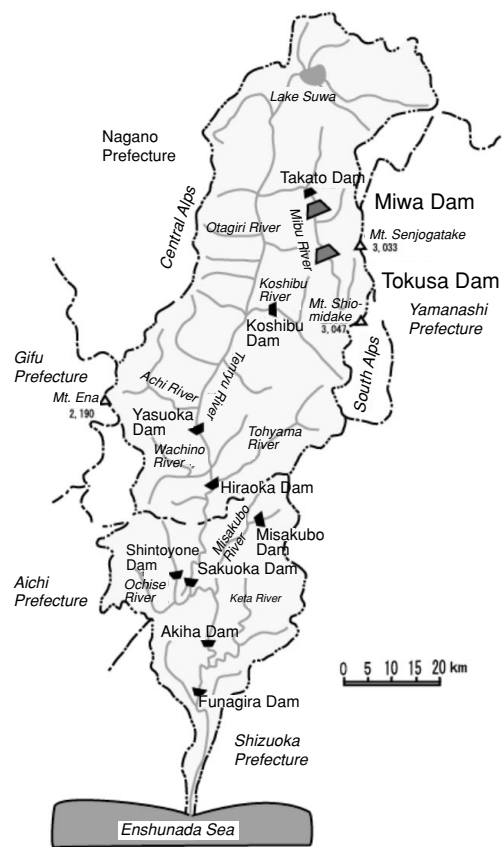 Lake Suwa
Nagano
Prefecture
Takato Dam
Miwa Dam
Central Alps
Otagiri River
Mibu River
Mt. Senjogatake
3,033
Tokusa Dam
Koshibu
River
Mt. Shio-
midake
3,047
Yamanashi
Prefecture
Koshibu
Dam
Gifu
Prefecture
Tenryu River
South Alps
Mt. Ena
2,190
Achi River
Yasuoka
Dam
Tohyama
River
Wachino
River
Hiraoka Dam
Misakubo
River
Misakubo
Dam
Shintoyone
Dam
Sakuoka Dam
Aichi
Prefecture
Ochise
River
Keta River
Akiha Dam
0 5 10 15 20 km
Funagira Dam
Shizuoka
Prefecture
Enshunada Sea